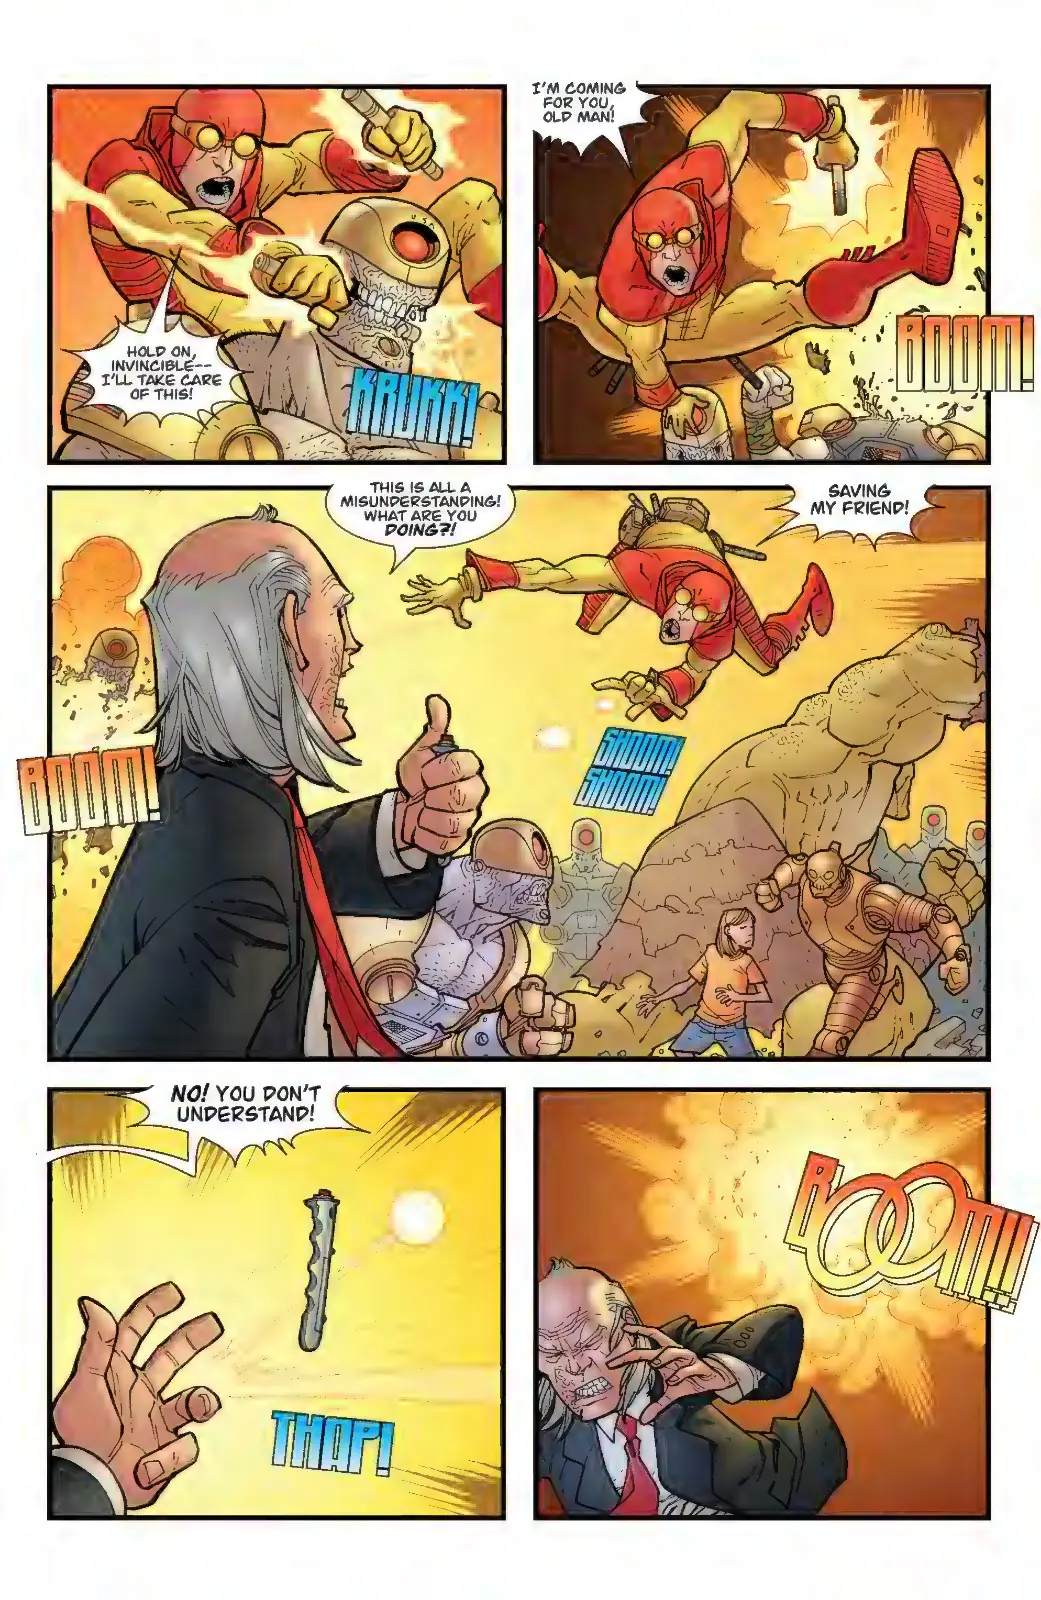 HOLD ON,
INVINCIBLE--
I'LL TAKE CARE
OF THIS!
KRUKK!
I'M COMING
FOR YOU,
OLD MAN!
BOOM!
THIS IS ALL A
MISUNDERSTANDING!
WHAT ARE YOU
DOING?!
SAVING
MY FRIEND!
BOOM!
SHOOM!
SHOOM!
NO! YOU DON'T
UNDERSTAND!
THAP!
BOOM!!